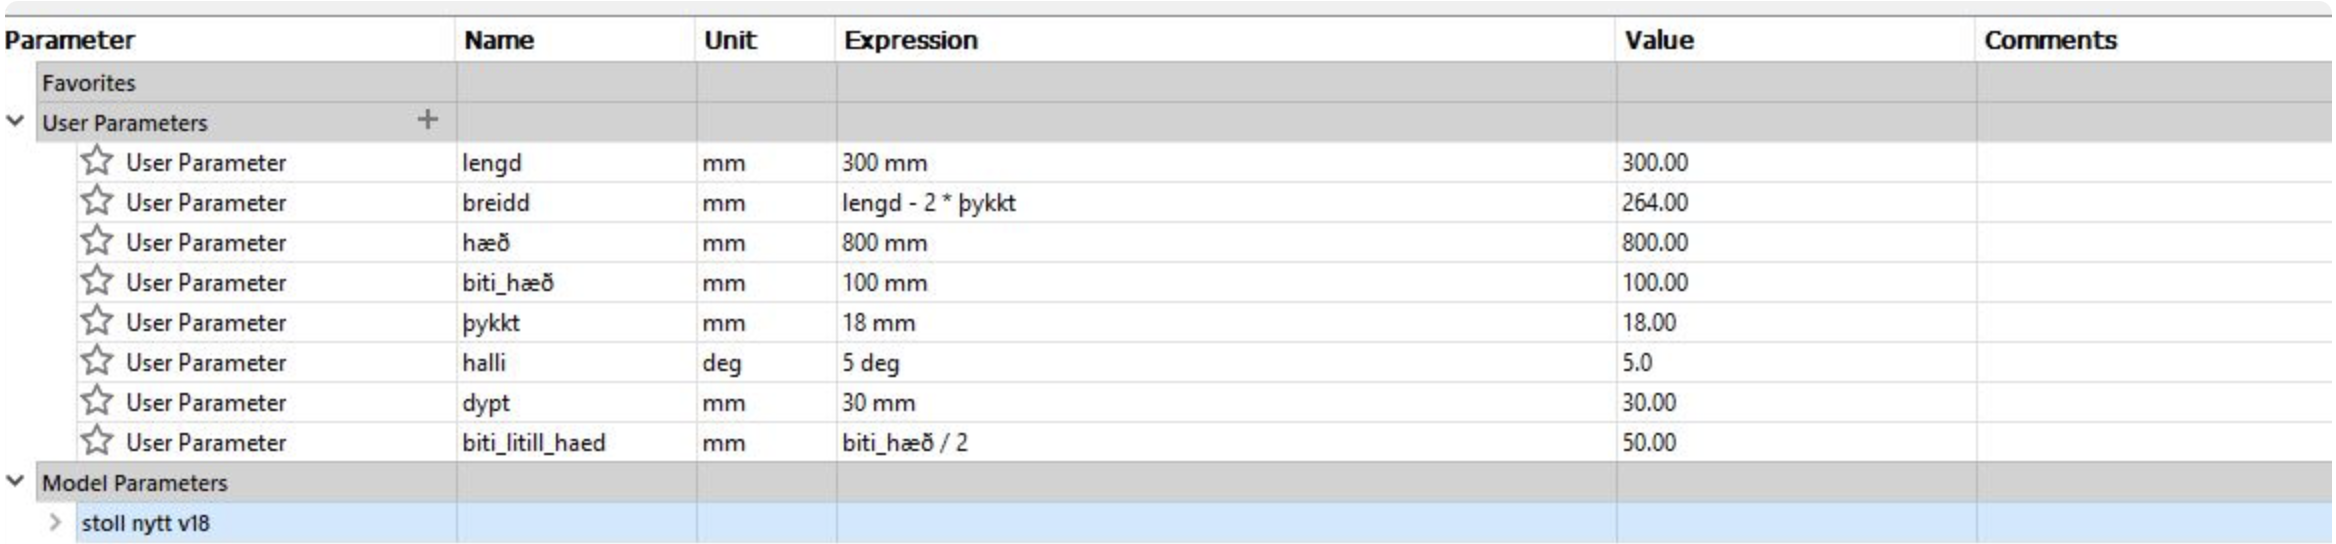 Parameter Name Unit Expression Value Comments
Favorites
User Parameters +
User Parameter lengd mm 300 mm 300.00
User Parameter breidd mm lengd - 2 * þykkt 264.00
User Parameter hæð mm 800 mm 800.00
User Parameter biti_hæð mm 100 mm 100.00
User Parameter þykkt mm 18 mm 18.00
User Parameter halli deg 5 deg 5.0
User Parameter dypt mm 30 mm 30.00
User Parameter biti_litill_haed mm biti_hæð / 2 50.00
Model Parameters
stoll nytt v18